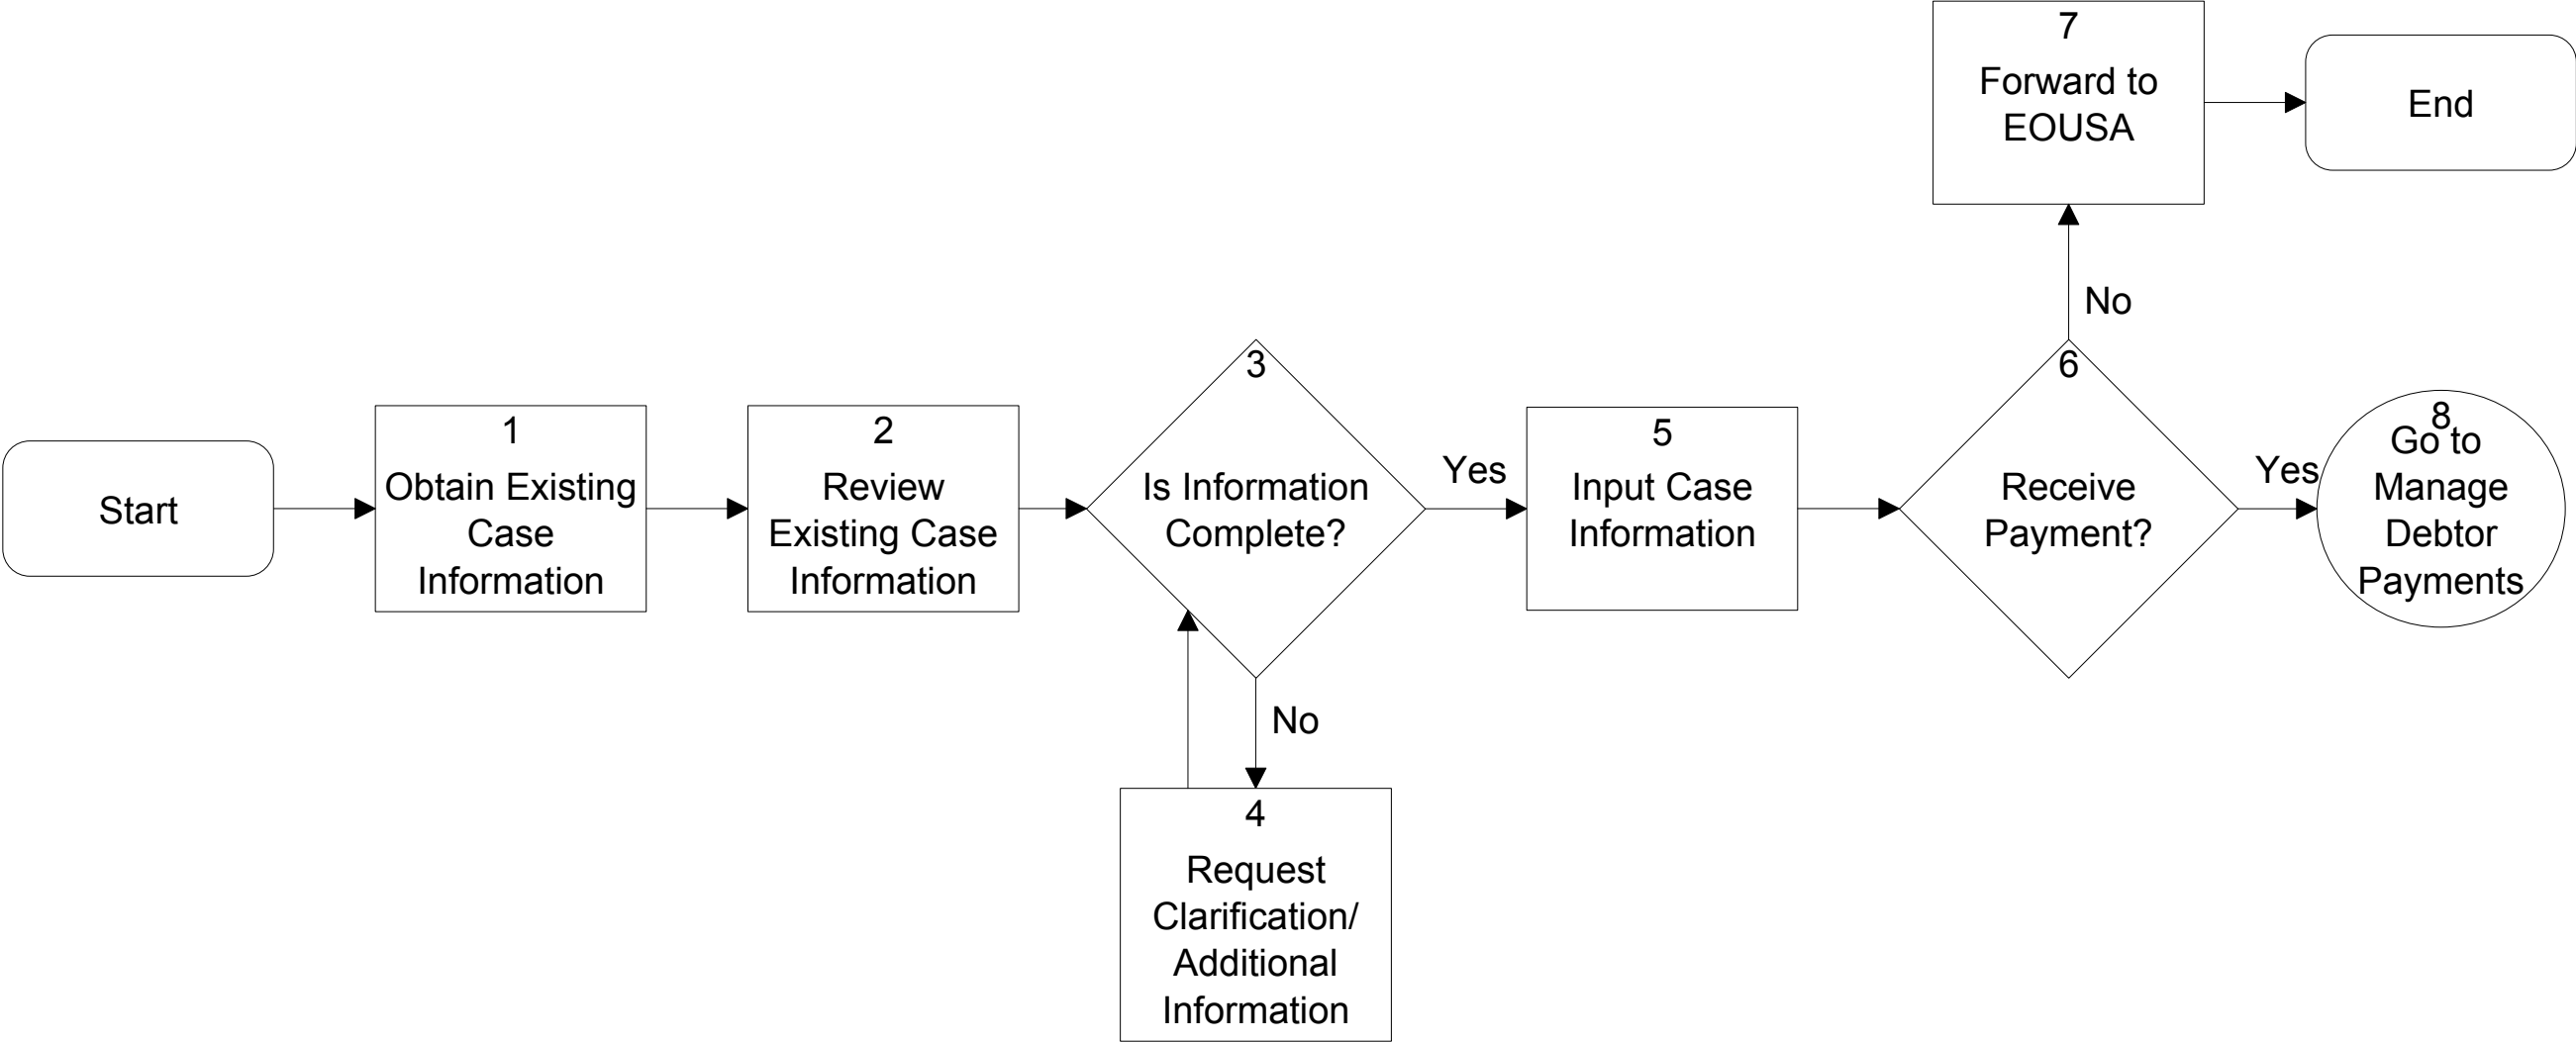 Start
1
Obtain Existing
Case
Information
2
Review
Existing Case
Information
3
Is Information
Complete?
No
4
Request
Clarification/
Additional
Information
Yes
5
Input Case
Information
6
Receive
Payment?
No
7
Forward to
EOUSA
End
Yes
8
Go to
Manage
Debtor
Payments